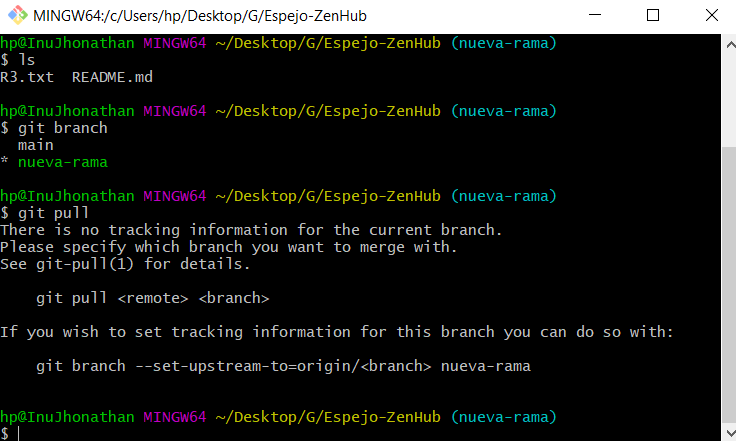 MINGW64:/c/Users/hp/Desktop/G/Espejo-ZenHub
hp@InuJhonathan MINGW64 ~/Desktop/G/Espejo-ZenHub (nueva-rama)
$ ls
R3.txt  README.md
hp@InuJhonathan MINGW64 ~/Desktop/G/Espejo-ZenHub (nueva-rama)
$ git branch
  main
* nueva-rama
hp@InuJhonathan MINGW64 ~/Desktop/G/Espejo-ZenHub (nueva-rama)
$ git pull
There is no tracking information for the current branch.
Please specify which branch you want to merge with.
See git-pull(1) for details.
    git pull <remote> <branch>
If you wish to set tracking information for this branch you can do so with:
    git branch --set-upstream-to=origin/<branch> nueva-rama
hp@InuJhonathan MINGW64 ~/Desktop/G/Espejo-ZenHub (nueva-rama)
$